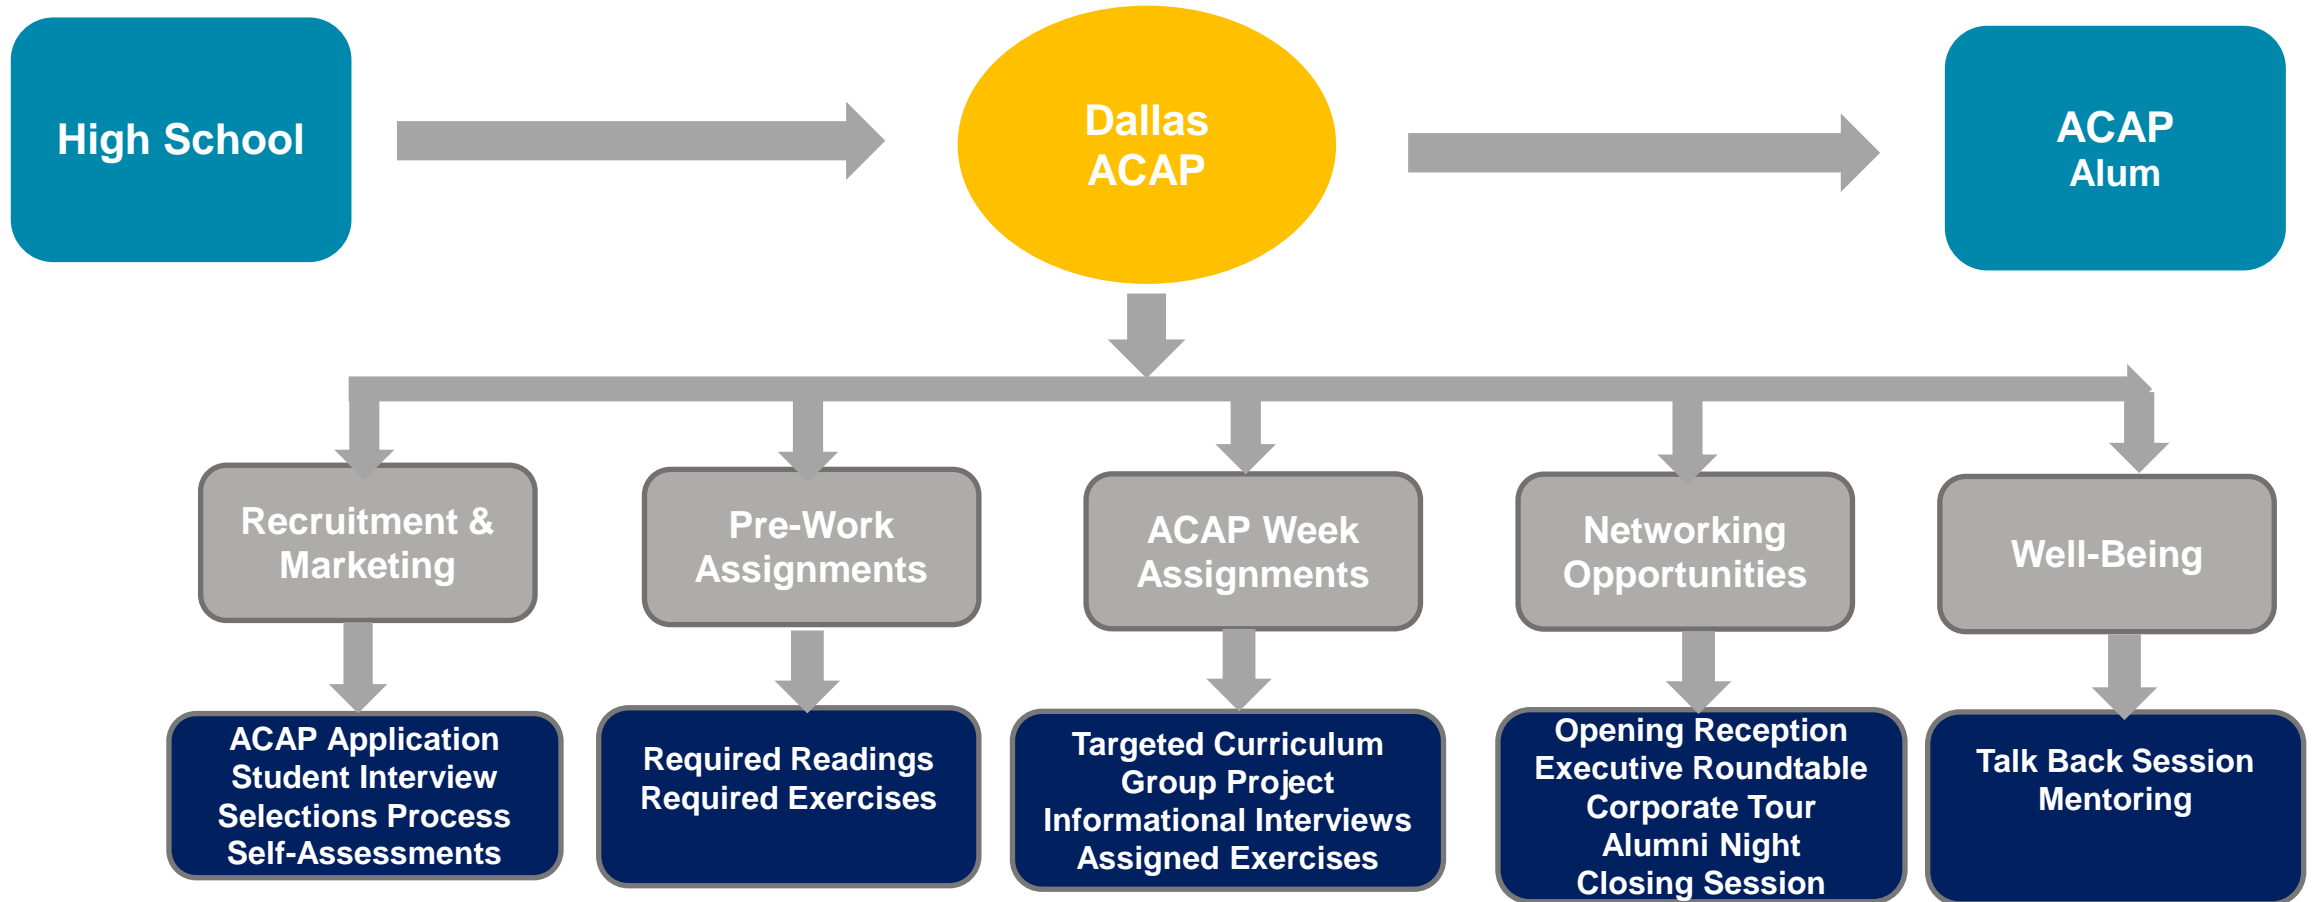 High School
Dallas
ACAP
ACAP
Alum
Recruitment &
Marketing
Pre-Work
Assignments
ACAP Week
Assignments
Networking
Opportunities
Well-Being
ACAP Application
Student Interview
Selections Process
Self-Assessments
Required Readings
Required Exercises
Targeted Curriculum
Group Project
Informational Interviews
Assigned Exercises
Opening Reception
Executive Roundtable
Corporate Tour
Alumni Night
Closing Session
Talk Back Session
Mentoring